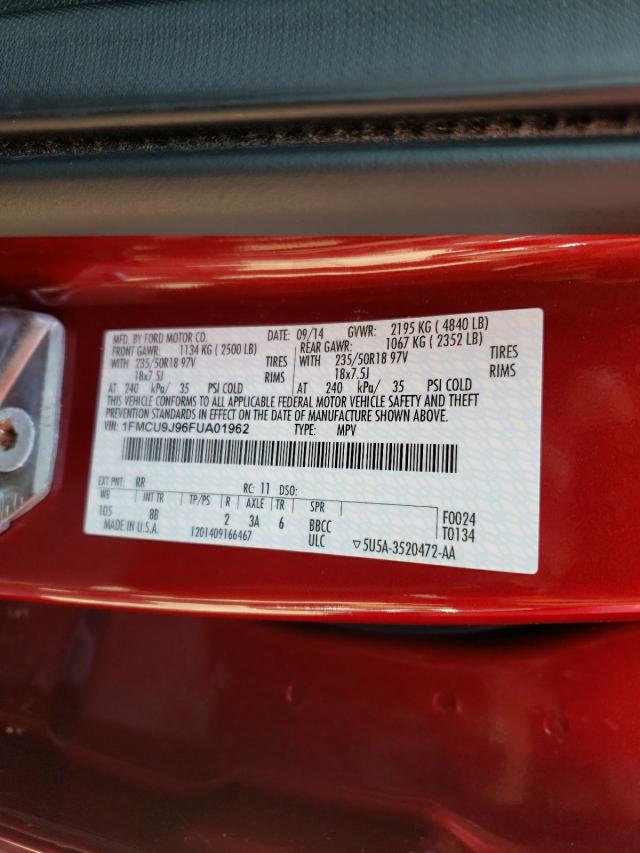 MFD. BY FORD MOTOR CO. DATE: 09/14 GVWR: 2195 KG ( 4840 LB)
FRONT GAWR: 1134 KG ( 2500 LB) REAR GAWR: 1067 KG ( 2352 LB)
WITH 235/50R18 97V TIRES WITH 235/50R18 97V TIRES
18x7.5J RIMS 18x7.5J RIMS
AT 240 kPa/ 35 PSI COLD AT 240 kPa/ 35 PSI COLD
THIS VEHICLE CONFORMS TO ALL APPLICABLE FEDERAL MOTOR VEHICLE SAFETY AND THEFT
PREVENTION STANDARDS IN EFFECT ON THE DATE OF MANUFACTURE SHOWN ABOVE.
VIN: 1FMCU9J96FUA01962 TYPE: MPV
EXT PNT: RR RC: 11 DSO:
WB INT TR TP/PS R AXLE TR SPR
105 8B 2 3A 6 BBCC F0024
MADE IN U.S.A. 1201409166467 ULC T0134
▽5U5A-3520472-AA